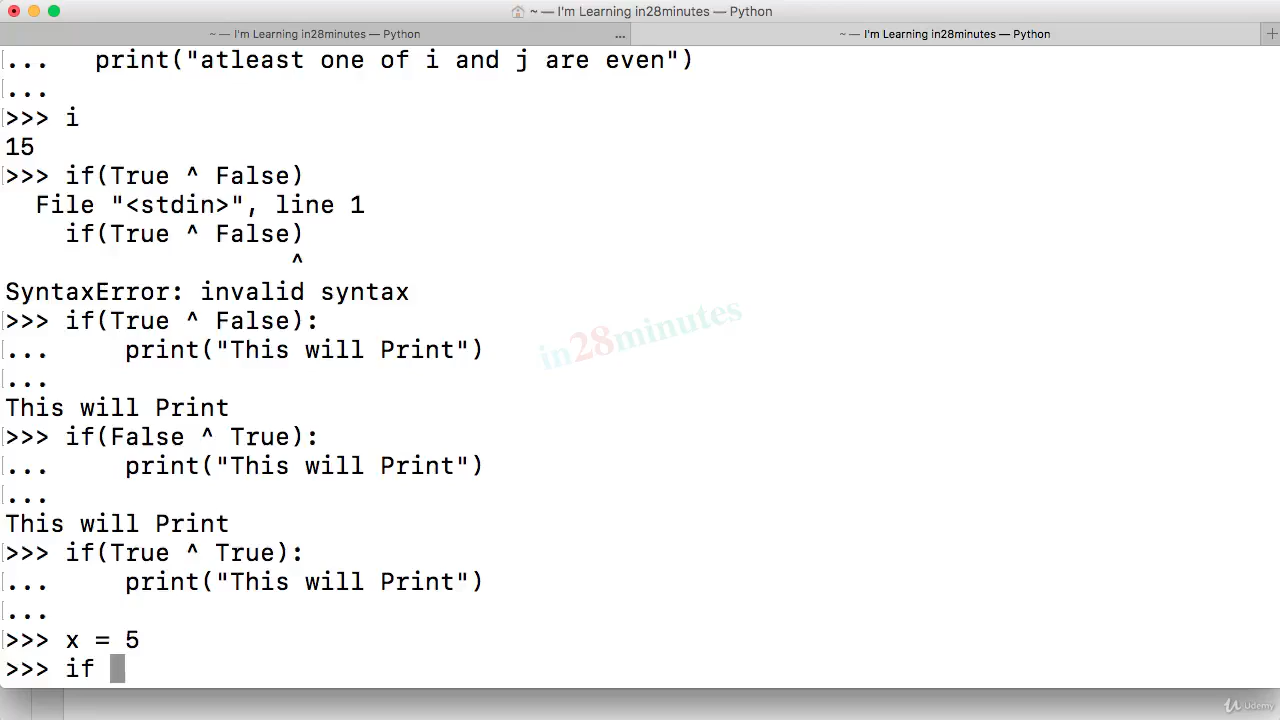 ~ — I'm Learning in28minutes — Python
~ — I'm Learning in28minutes — Python ...
~ — I'm Learning in28minutes — Python +
... print("atleast one of i and j are even")
...
>>> i
15
>>> if(True ^ False)
File "<stdin>", line 1
if(True ^ False)
^
SyntaxError: invalid syntax
>>> if(True ^ False):
... print("This will Print")
...
This will Print
>>> if(False ^ True):
... print("This will Print")
...
This will Print
>>> if(True ^ True):
... print("This will Print")
...
>>> x = 5
>>> if
in28minutes
Udemy